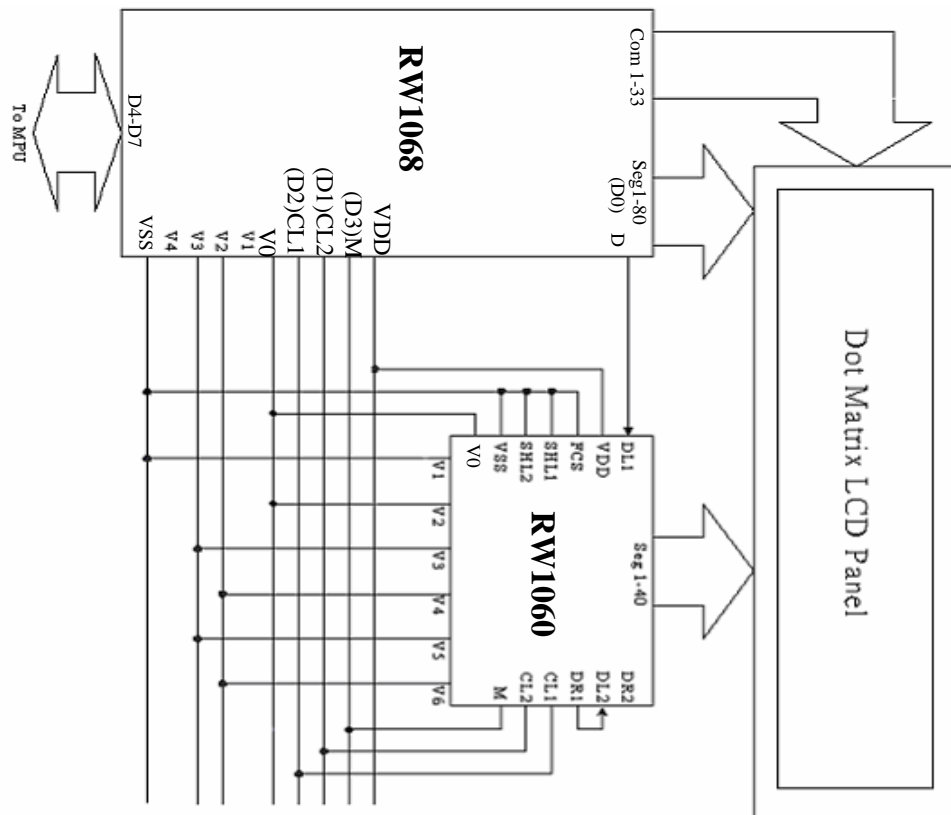 RW1068
Com 1-33
Seg1-80
(D0) D
D4-D7
To MPU
VSS
V4
V3
V2
V1
V0
(D2)CL1
(D1)CL2
(D3)M
VDD
RW1060
V0
VSS
SHL2
SHL1
FCS
VDD
DL1
V1
V2
V3
V4
V5
V6
Seg 1-40
M
CL2
CL1
DR1
DL2
DR2
Dot Matrix LCD Panel